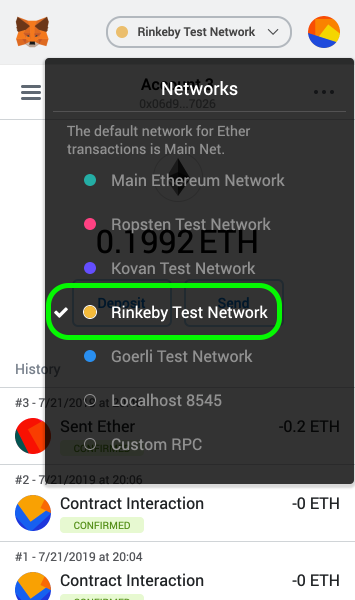 Rinkeby Test Network
Account 3
0x06d9...7026
Networks
The default network for Ether
transactions is Main Net.
Main Ethereum Network
Ropsten Test Network
0.1992 ETH
Kovan Test Network
Deposit
Send
Rinkeby Test Network
Goerli Test Network
History
Localhost 8545
#3 - 7/21/2019 at
Sent Ether
-0.2 ETH
CONFIRMED
Custom RPC
#2 - 7/21/2019 at 20:06
Contract Interaction
-0 ETH
CONFIRMED
#1 - 7/21/2019 at 20:04
Contract Interaction
-0 ETH
CONFIRMED